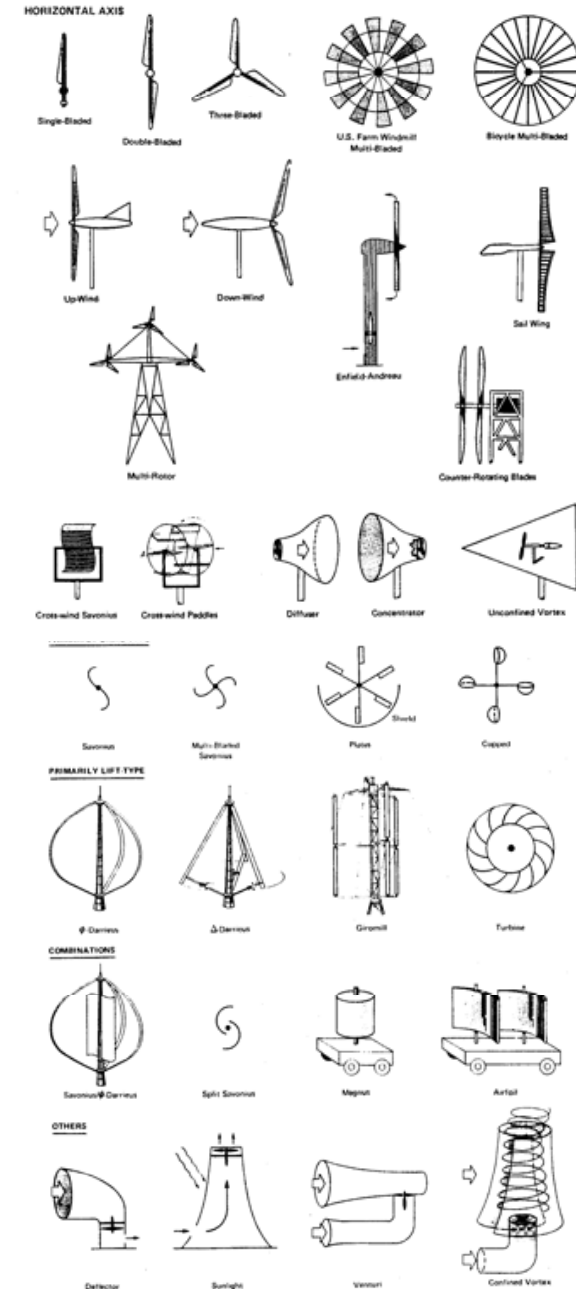 HORIZONTAL AXIS
Single-Bladed
Double-Bladed
Three-Bladed
U.S. Farm Windmill
Multi-Bladed
Bicycle Multi-Bladed
Up-Wind
Down-Wind
Enfield-Andreau
Sail Wing
Multi-Rotor
Counter-Rotating Blades
Cross-wind Savonius
Cross-wind Paddles
Diffuser
Concentrator
Unconfined Vortex
Savonius
Multi-Bladed
Savonius
Plates
Shield
Cupped
PRIMARILY LIFT-TYPE
φ-Darrieus
Δ-Darrieus
Giromill
Turbine
COMBINATIONS
Savonius/φ-Darrieus
Split Savonius
Magnus
Airfoil
OTHERS
Deflector
Sunlight
Venturi
Confined Vortex